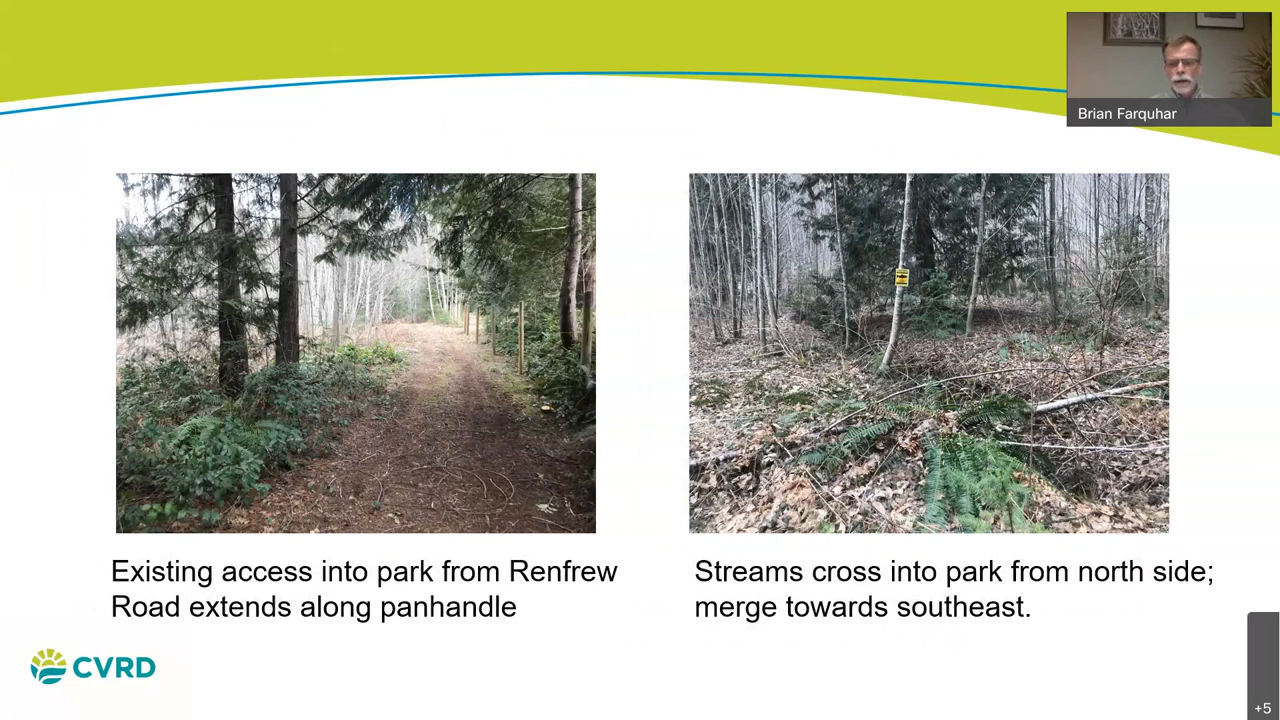 Brian Farquhar
Existing access into park from Renfrew
Road extends along panhandle
Streams cross into park from north side;
merge towards southeast.
CVRD
+5